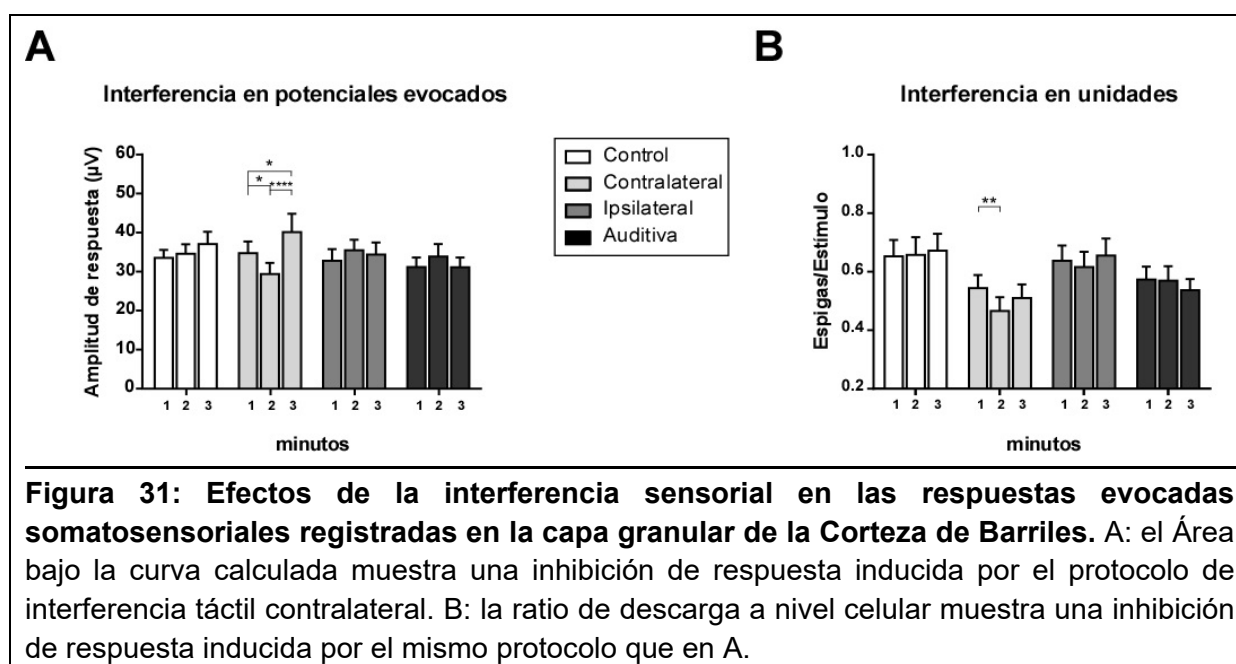 A
B
Interferencia en potenciales evocados
Interferencia en unidades
Amplitud de respuesta (µV)
60
50
40
30
20
10
0
*
*
****
1 2 3 1 2 3 1 2 3 1 2 3
minutos
Control
Contralateral
Ipsilateral
Auditiva
Espigas/Estímulo
1.0
0.8
0.6
0.4
0.2
**
1 2 3 1 2 3 1 2 3 1 2 3
minutos
Figura 31: Efectos de la interferencia sensorial en las respuestas evocadas
somatosensoriales registradas en la capa granular de la Corteza de Barriles. A: el Área
bajo la curva calculada muestra una inhibición de respuesta inducida por el protocolo de
interferencia táctil contralateral. B: la ratio de descarga a nivel celular muestra una inhibición
de respuesta inducida por el mismo protocolo que en A.